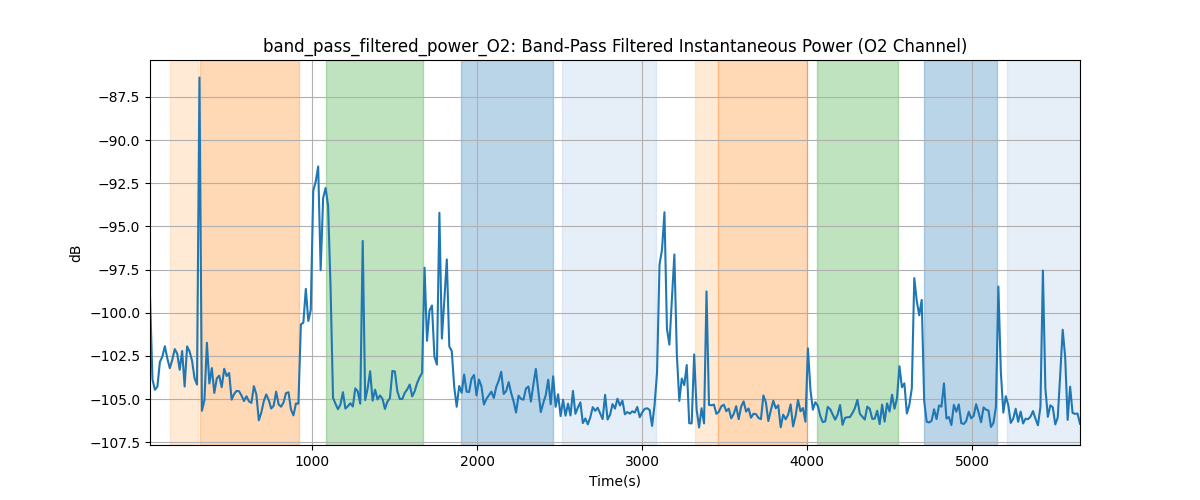 band_pass_filtered_power_O2: Band-Pass Filtered Instantaneous Power (O2 Channel)
dB
−87.5
−90.0
−92.5
−95.0
−97.5
−100.0
−102.5
−105.0
−107.5
1000 2000 3000 4000 5000
Time(s)